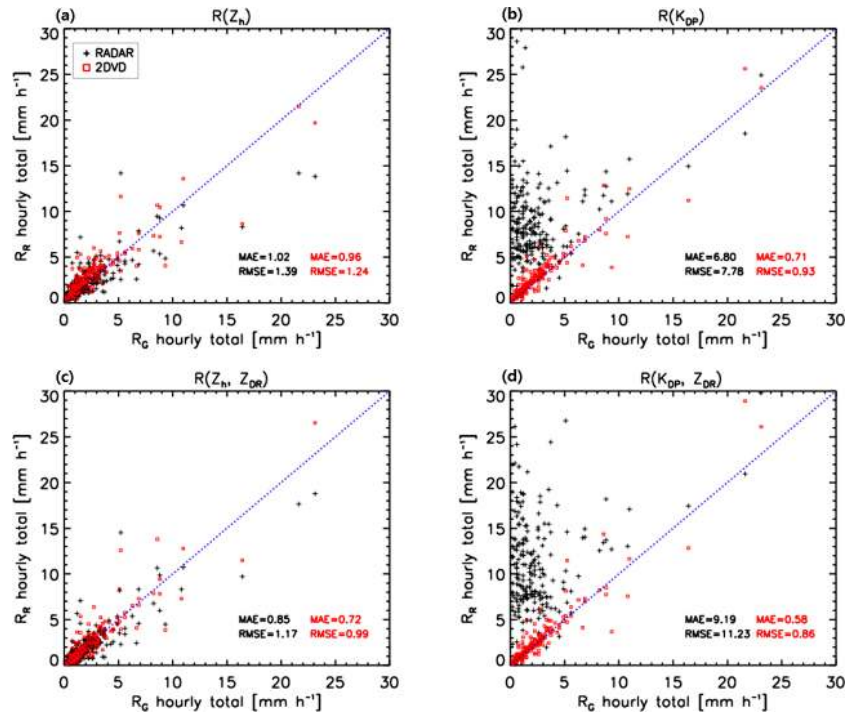 (a) R(Z_h)
RADAR
2DVD
30
25
20
15
10
5
0
R_R hourly total [mm h⁻¹]
MAE=1.02 MAE=0.96
RMSE=1.39 RMSE=1.24
0 5 10 15 20 25 30
R_G hourly total [mm h⁻¹]
(b) R(K_DP)
30
25
20
15
10
5
0
R_R hourly total [mm h⁻¹]
MAE=6.80 MAE=0.71
RMSE=7.78 RMSE=0.93
0 5 10 15 20 25 30
R_G hourly total [mm h⁻¹]
(c) R(Z_h, Z_DR)
30
25
20
15
10
5
0
R_R hourly total [mm h⁻¹]
MAE=0.85 MAE=0.72
RMSE=1.17 RMSE=0.99
0 5 10 15 20 25 30
R_G hourly total [mm h⁻¹]
(d) R(K_DP, Z_DR)
30
25
20
15
10
5
0
R_R hourly total [mm h⁻¹]
MAE=9.19 MAE=0.58
RMSE=11.23 RMSE=0.86
0 5 10 15 20 25 30
R_G hourly total [mm h⁻¹]